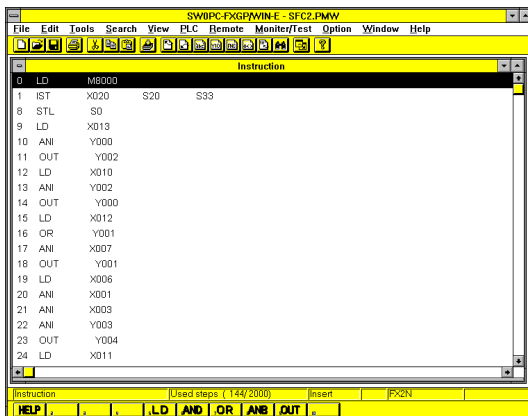 SW0PC-FXGP/WIN-E - SFC2.PMW
File Edit Tools Search View PLC Remote Moniter/Test Option Window Help
Instruction
0 LD M8000
1 IST X020 S20 S33
8 STL S0
9 LD X013
10 ANI Y000
11 OUT Y002
12 LD X010
13 ANI Y002
14 OUT Y000
15 LD X012
16 OR Y001
17 ANI X007
18 OUT Y001
19 LD X006
20 ANI X001
21 ANI X003
22 ANI Y003
23 OUT Y004
24 LD X011
Instruction Used steps ( 144/ 2000) Insert FX2N
HELP LD AND OR ANB OUT